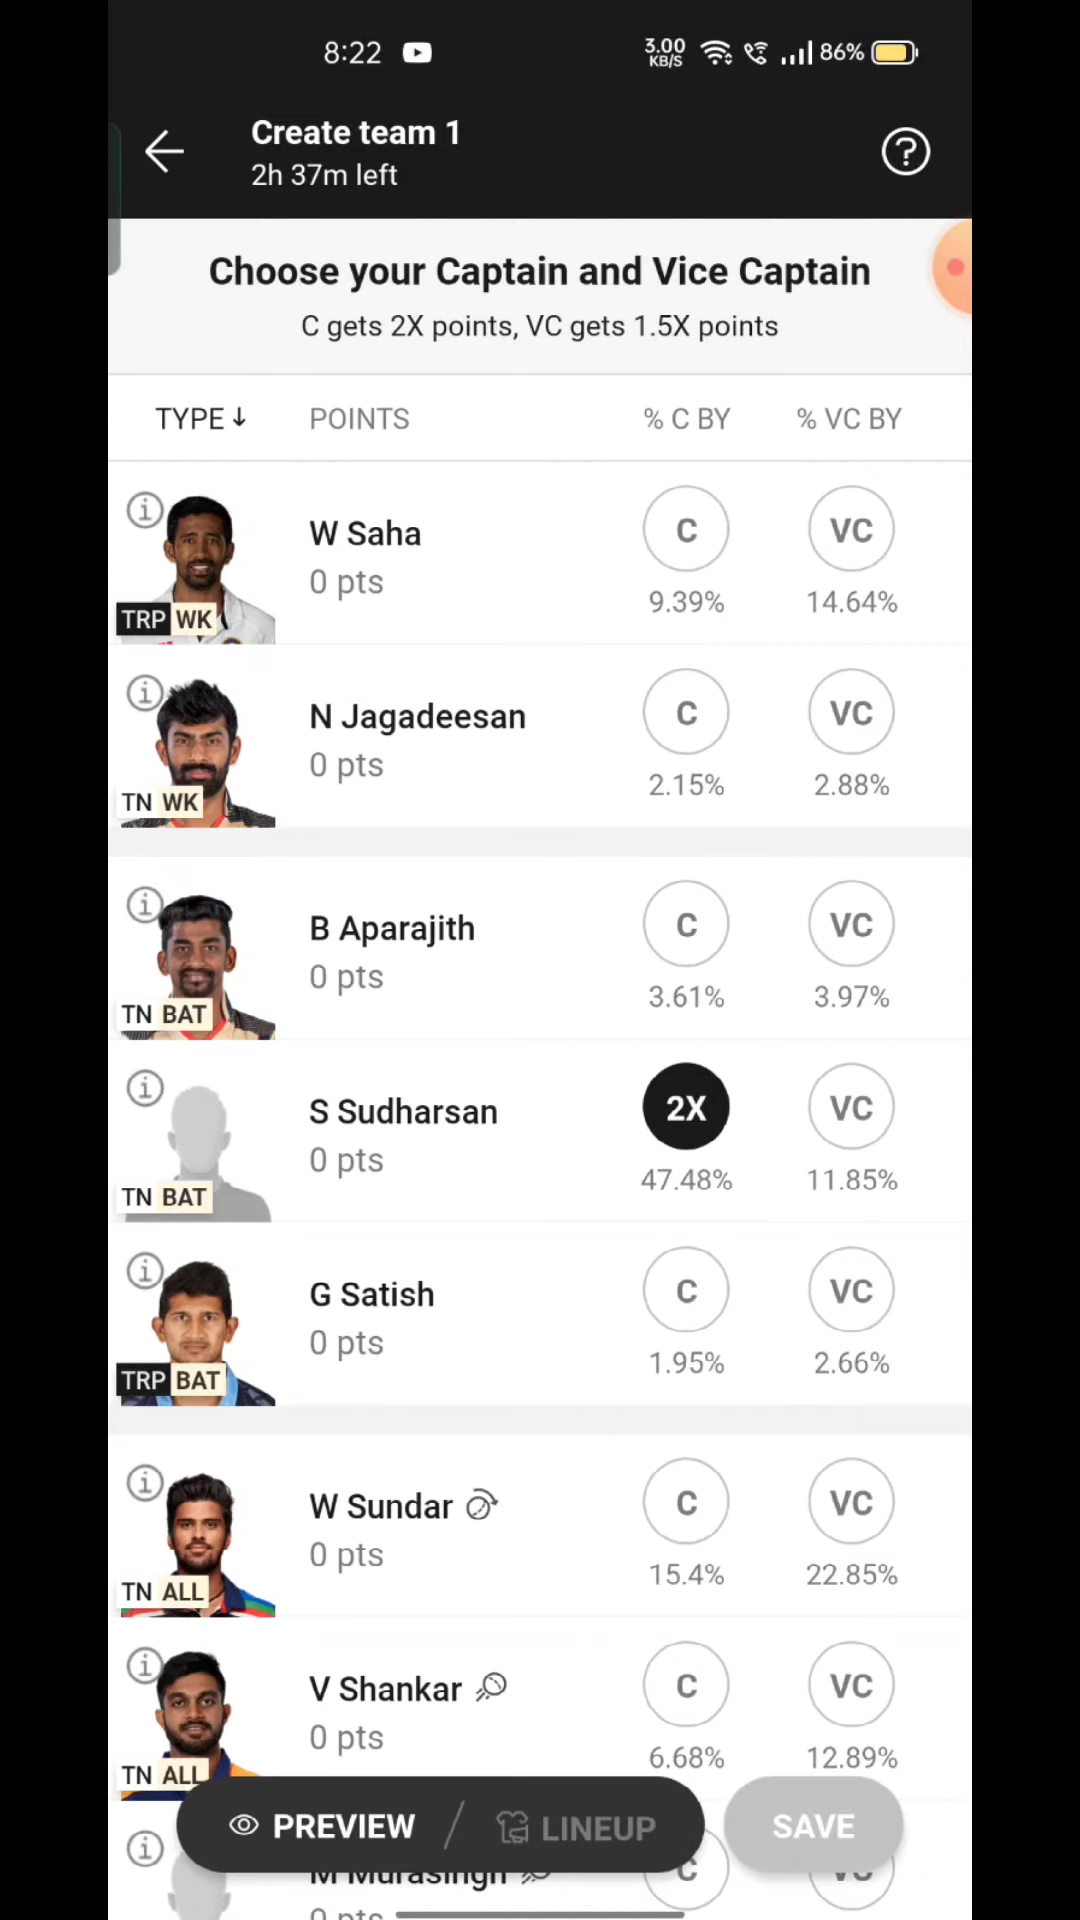 8:22 3.00 KB/S 86%
Create team 1
2h 37m left
Choose your Captain and Vice Captain
C gets 2X points, VC gets 1.5X points
TYPE↓ POINTS % C BY % VC BY
W Saha C VC
0 pts 9.39% 14.64%
TRP WK
N Jagadeesan C VC
0 pts 2.15% 2.88%
TN WK
B Aparajith C VC
0 pts 3.61% 3.97%
TN BAT
S Sudharsan 2X VC
0 pts 47.48% 11.85%
TN BAT
G Satish C VC
0 pts 1.95% 2.66%
TRP BAT
W Sundar C VC
0 pts 15.4% 22.85%
TN ALL
V Shankar C VC
0 pts 6.68% 12.89%
TN ALL
PREVIEW / LINEUP SAVE
M Murasingh C VC
0 pts